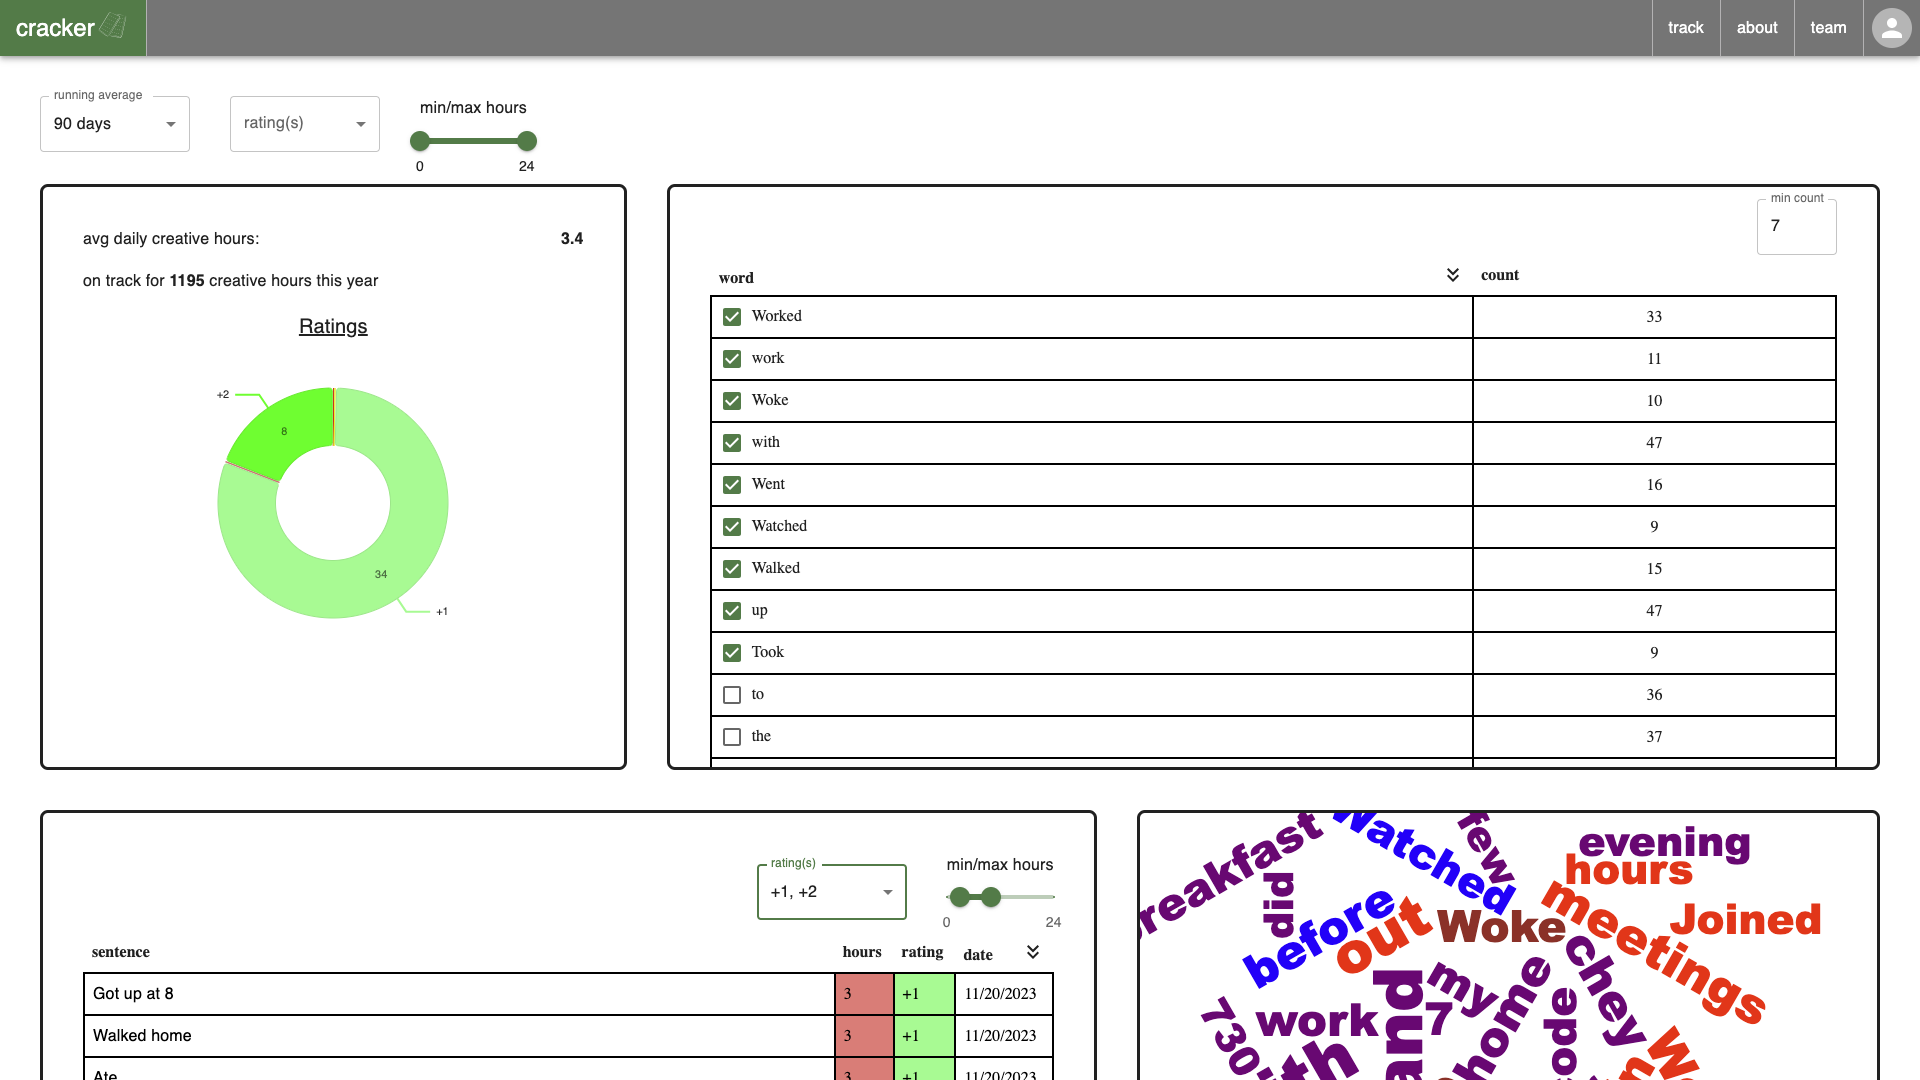 cracker
track
about
team
running average
90 days
rating(s)
min/max hours
0
24
avg daily creative hours:
3.4
on track for 1195 creative hours this year
Ratings
+2
8
34
+1
min count
7
word
count
Worked
33
work
11
Woke
10
with
47
Went
16
Watched
9
Walked
15
up
47
Took
9
to
36
the
37
rating(s)
+1, +2
min/max hours
0
24
sentence
hours
rating
date
Got up at 8
3
+1
11/20/2023
Walked home
3
+1
11/20/2023
Ate
3
+1
11/20/2023
breakfast
Watched
few
evening
hours
did
before
out
Woke
meetings
Joined
chey
my
and
home
work
7
730